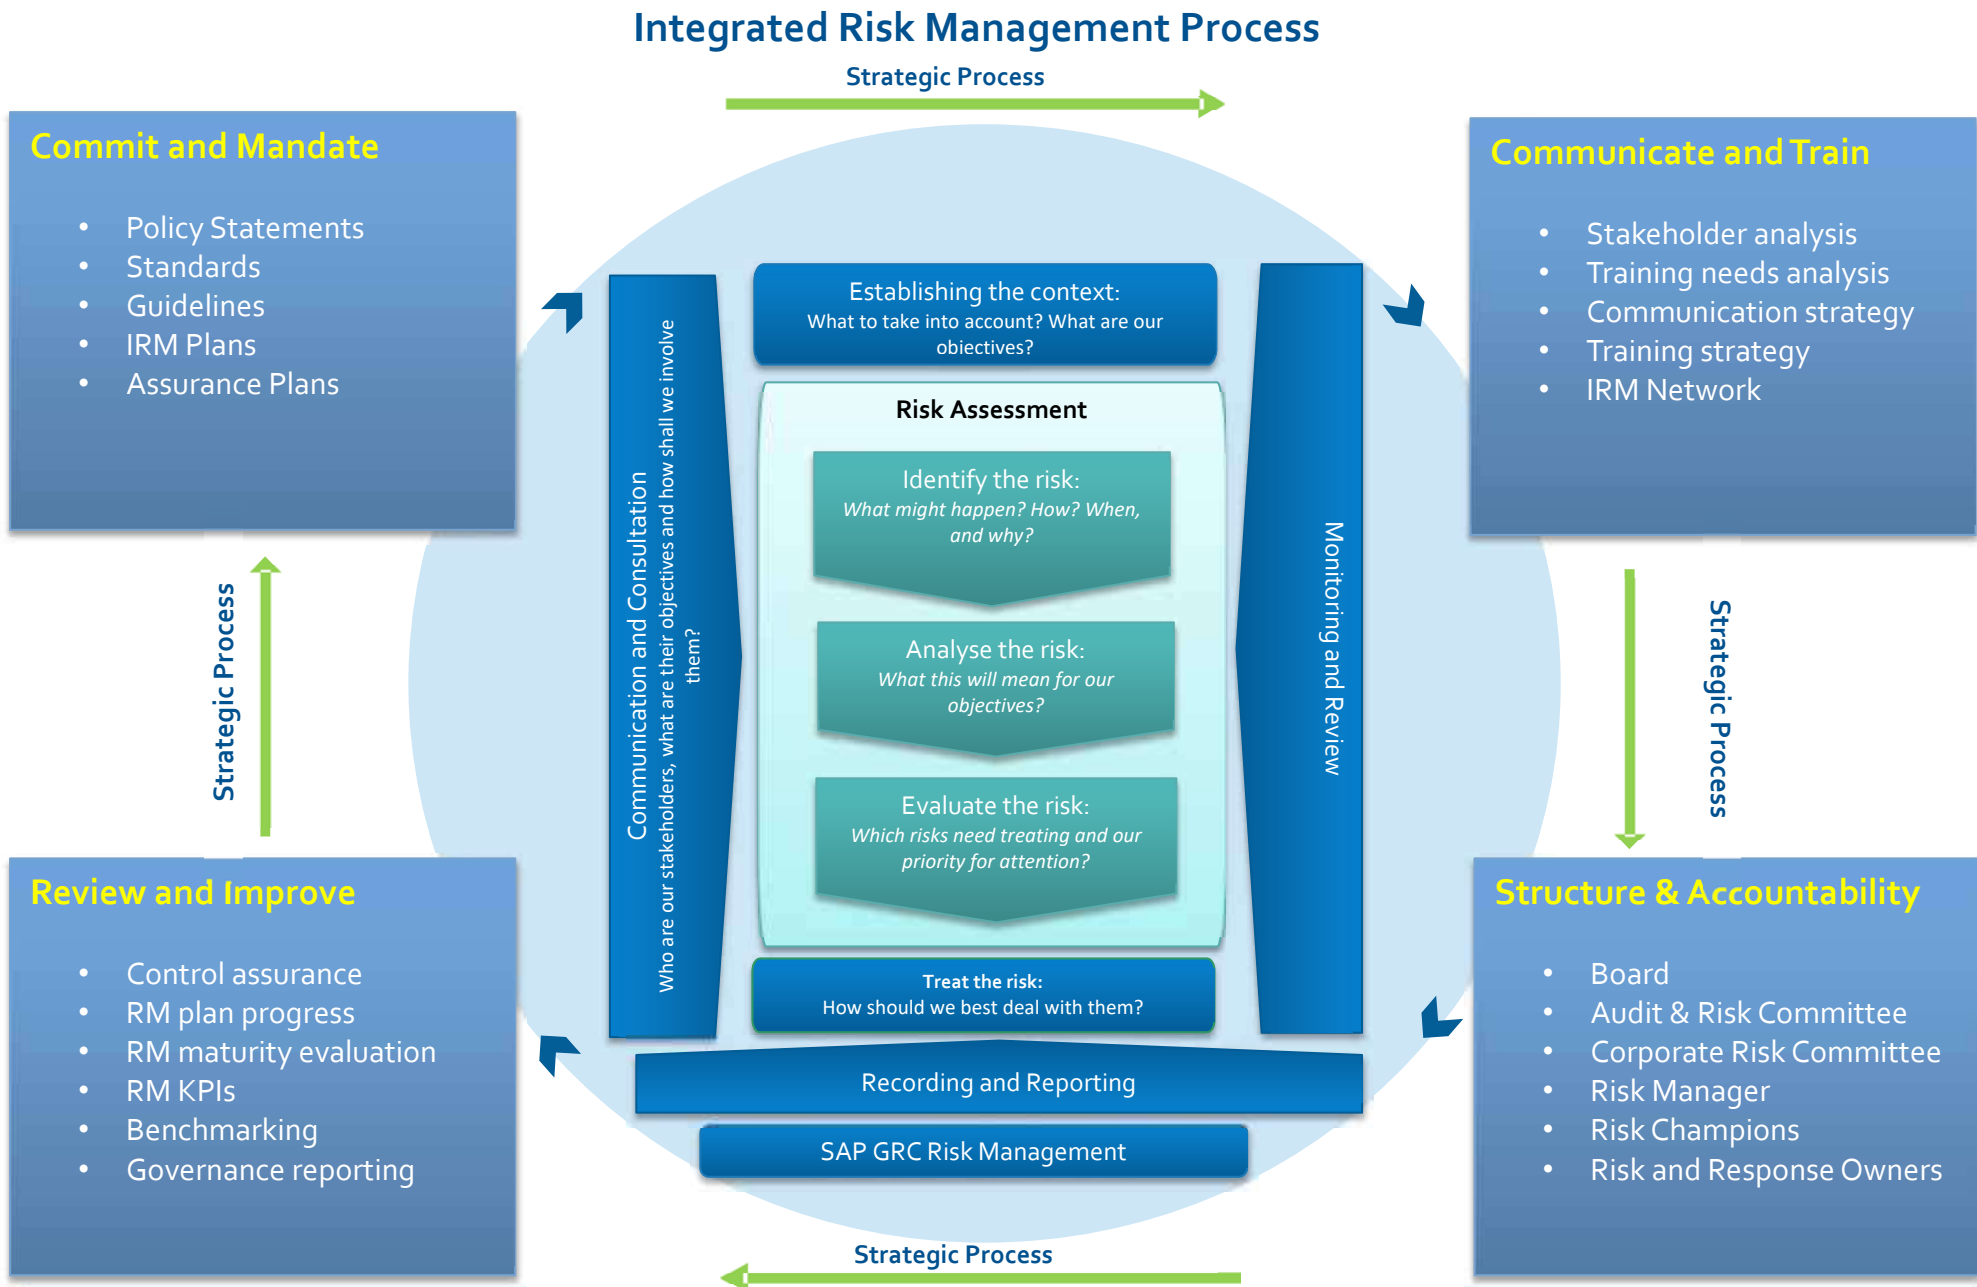 Integrated Risk Management Process
Strategic Process
Commit and Mandate
• Policy Statements
• Standards
• Guidelines
• IRM Plans
• Assurance Plans
Communicate and Train
• Stakeholder analysis
• Training needs analysis
• Communication strategy
• Training strategy
• IRM Network
Communication and Consultation
Who are our stakeholders, what are their objectives and how shall we involve
them?
Establishing the context:
What to take into account? What are our
obiectives?
Risk Assessment
Identify the risk:
What might happen? How? When,
and why?
Analyse the risk:
What this will mean for our
objectives?
Evaluate the risk:
Which risks need treating and our
priority for attention?
Treat the risk:
How should we best deal with them?
Monitoring and Review
Recording and Reporting
SAP GRC Risk Management
Strategic Process
Strategic Process
Review and Improve
• Control assurance
• RM plan progress
• RM maturity evaluation
• RM KPIs
• Benchmarking
• Governance reporting
Structure & Accountability
• Board
• Audit & Risk Committee
• Corporate Risk Committee
• Risk Manager
• Risk Champions
• Risk and Response Owners
Strategic Process